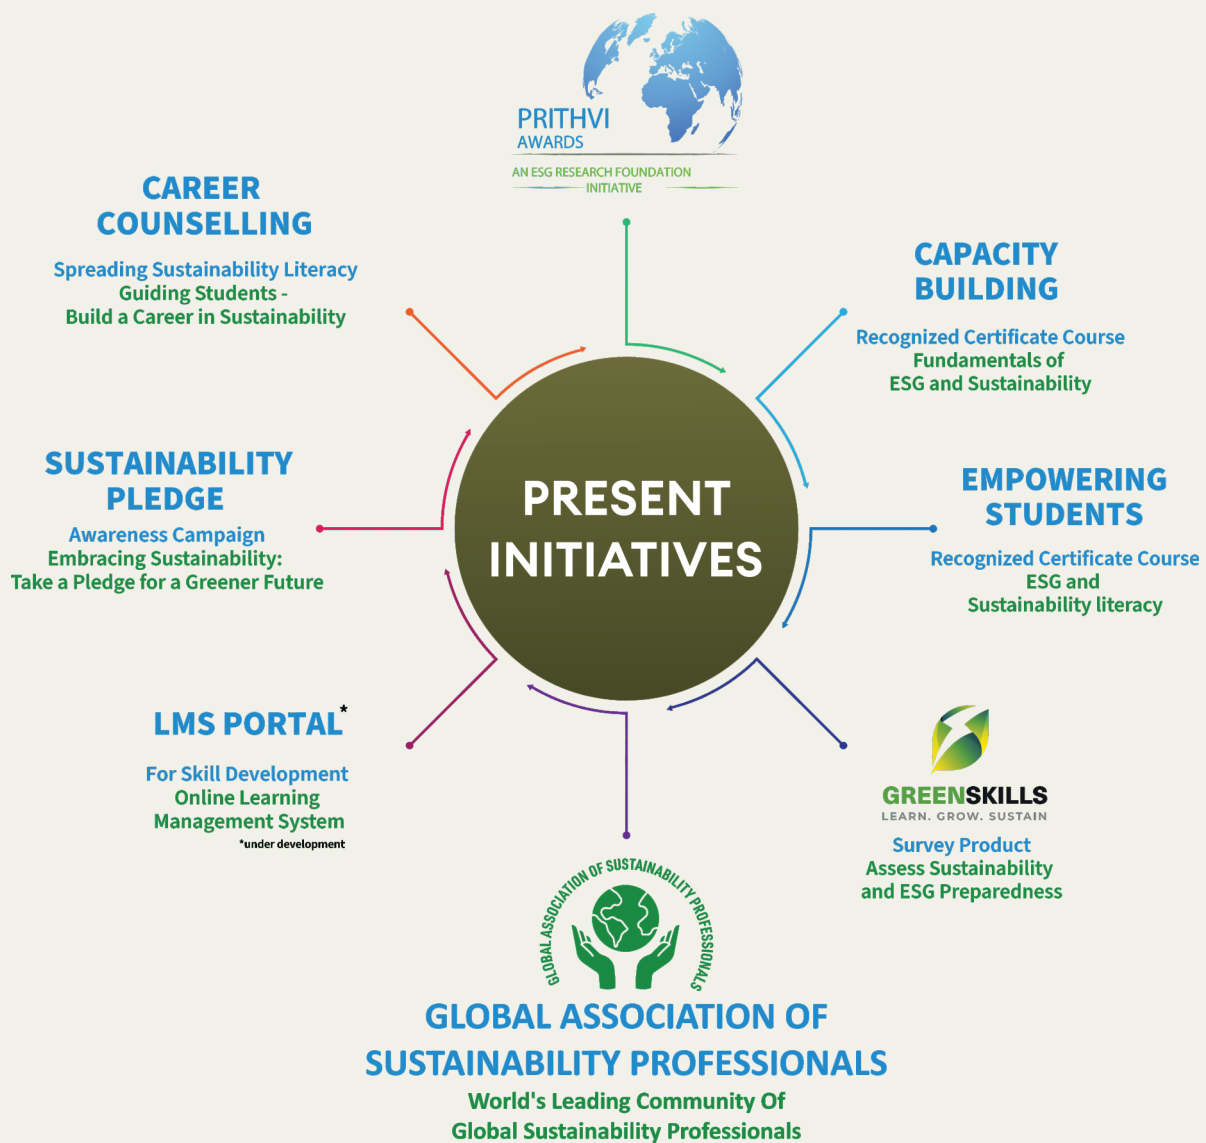 PRITHVI
AWARDS
AN ESG RESEARCH FOUNDATION
INITIATIVE
CAREER
COUNSELLING
Spreading Sustainability Literacy
Guiding Students -
Build a Career in Sustainability
CAPACITY
BUILDING
Recognized Certificate Course
Fundamentals of
ESG and Sustainability
SUSTAINABILITY
PLEDGE
Awareness Campaign
Embracing Sustainability:
Take a Pledge for a Greener Future
PRESENT
INITIATIVES
EMPOWERING
STUDENTS
Recognized Certificate Course
ESG and
Sustainability literacy
LMS PORTAL*
For Skill Development
Online Learning
Management System
*under development
GREENSKILLS
LEARN. GROW. SUSTAIN
Survey Product
Assess Sustainability
and ESG Preparedness
GLOBAL ASSOCIATION OF SUSTAINABILITY PROFESSIONALS
GLOBAL ASSOCIATION OF
SUSTAINABILITY PROFESSIONALS
World's Leading Community Of
Global Sustainability Professionals